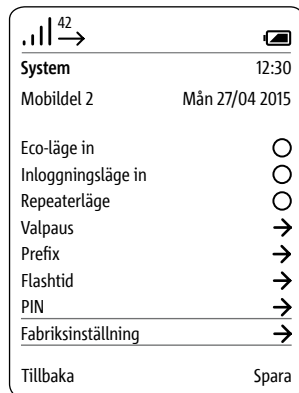 42
System 12:30
Mobildel 2 Mån 27/04 2015
Eco-läge in
Inloggningsläge in
Repeaterläge
Valpaus
Prefix
Flashtid
PIN
Fabriksinställning
Tillbaka Spara